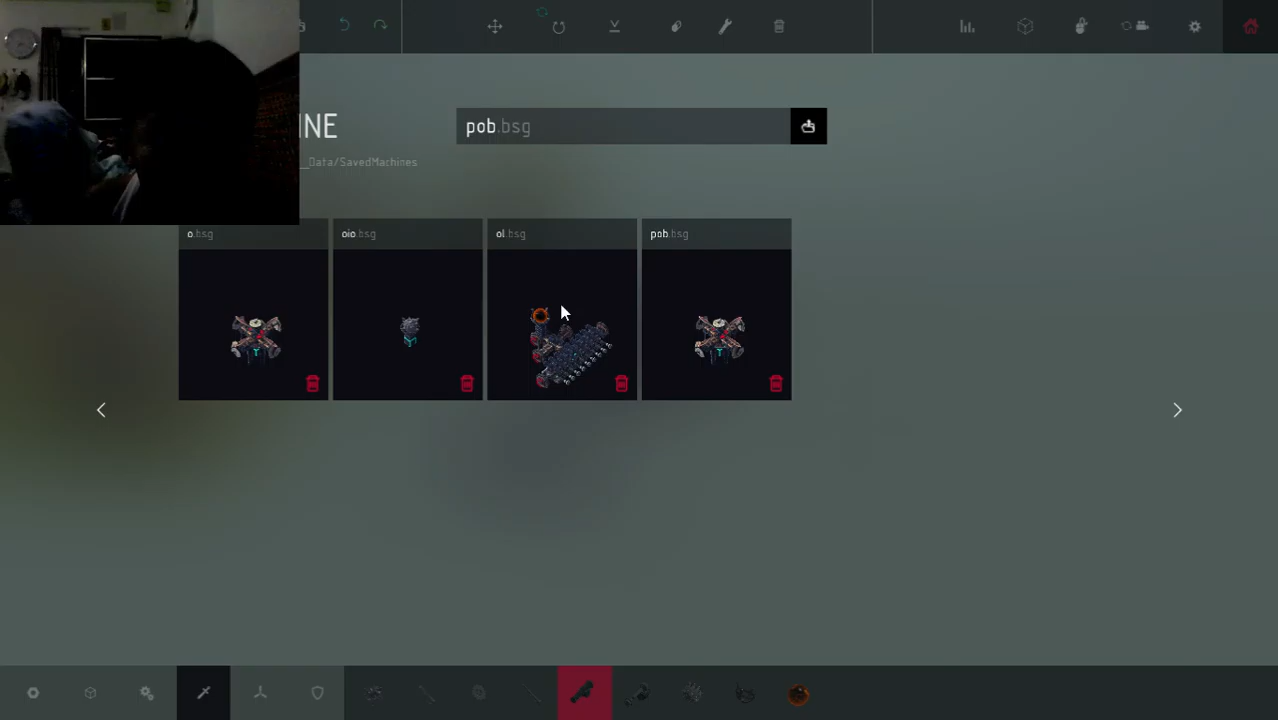 INE
pob.bsg
_Data/SavedMachines
o.bsg
oio.bsg
ol.bsg
pob.bsg